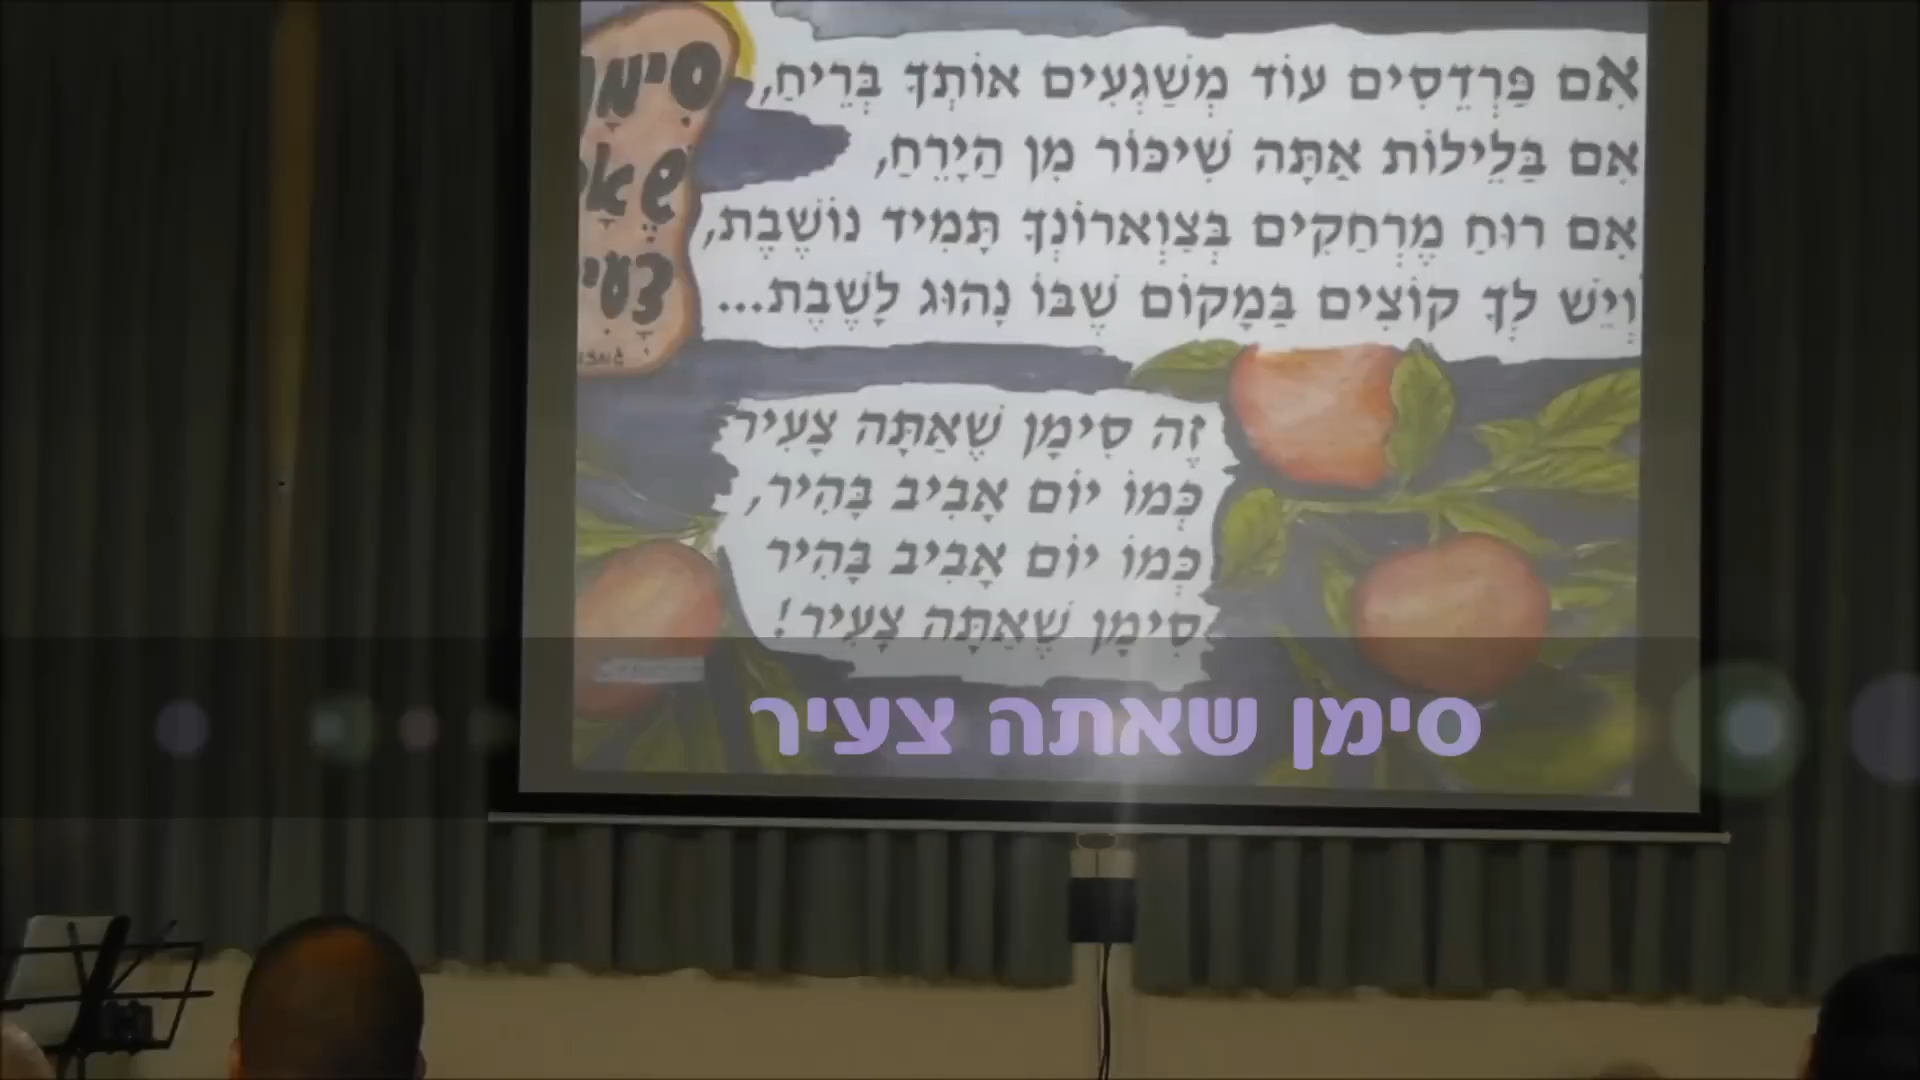 אִם פַּרְדֵסִים עוֹד מְשַׁגְעִים אוֹתְךָ בְּרֵיחַ,
אִם בַּלֵילוֹת אַתָּה שִׁיכּוֹר מִן הַיָרֵחַ,
אִם רוּחַ מֶרְחַקִים בְּצַוְארוֹנְךָ תָּמִיד נוֹשֶׁבֶת,
וְיֵשׁ לְךָ קוֹצִים בַּמָקוֹם שֶׁבּוֹ נָהוּג לָשֶׁבֶת...
זֶה סִימָן שֶׁאַתָּה צָעִיר
כְּמוֹ יוֹם אָבִיב בָּהִיר,
כְּמוֹ יוֹם אָבִיב בָּהִיר
סִימָן שֶׁאַתָּה צָעִיר!
סימן שאתה צעיר